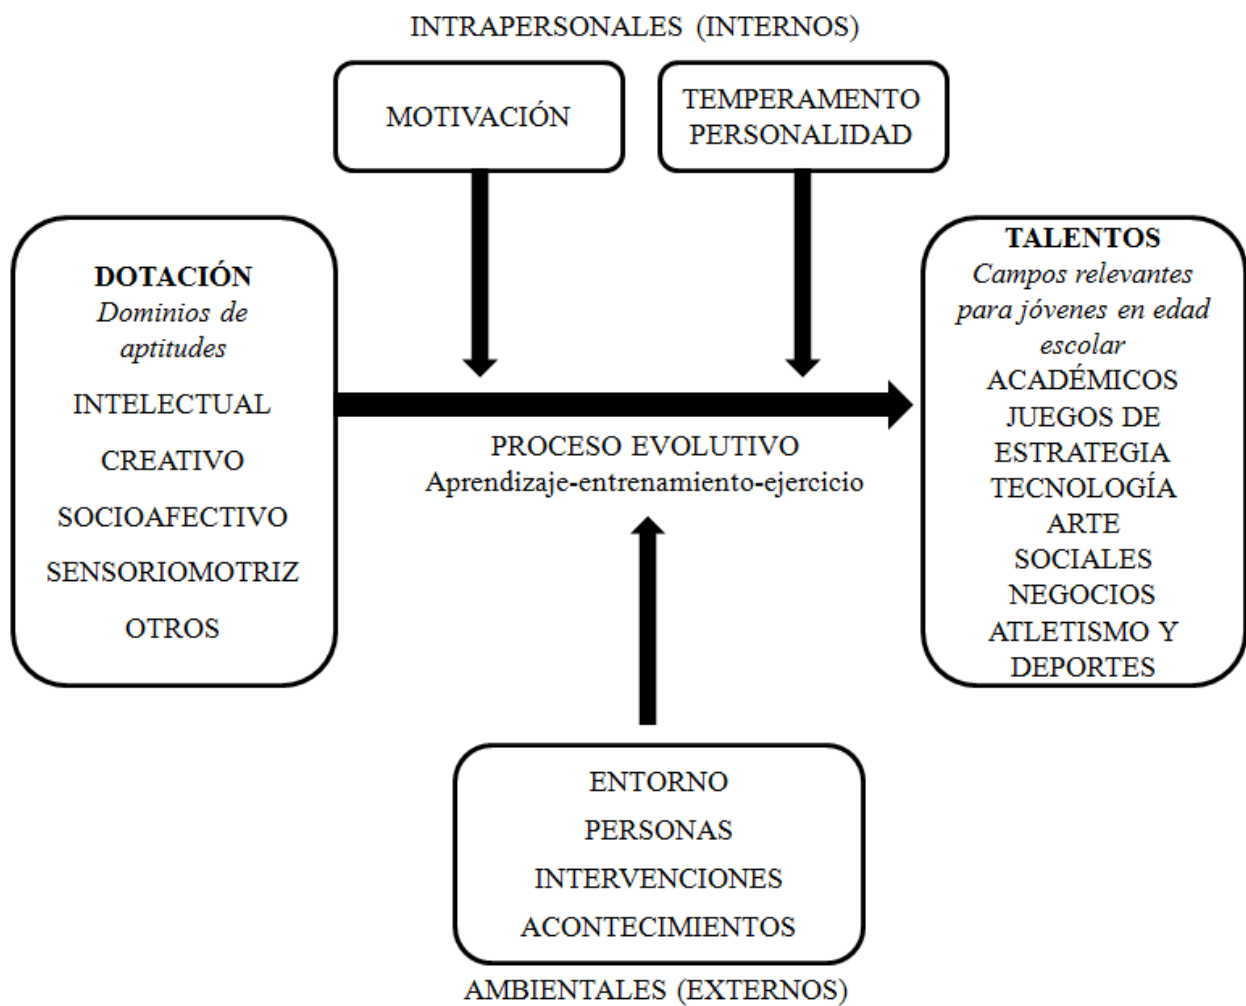 INTRAPERSONALES (INTERNOS)
MOTIVACIÓN
TEMPERAMENTO
PERSONALIDAD
DOTACIÓN
Dominios de
aptitudes
INTELECTUAL
CREATIVO
SOCIOAFECTIVO
SENSORIOMOTRIZ
OTROS
PROCESO EVOLUTIVO
Aprendizaje-entrenamiento-ejercicio
TALENTOS
Campos relevantes
para jóvenes en edad
escolar
ACADÉMICOS
JUEGOS DE
ESTRATEGIA
TECNOLOGÍA
ARTE
SOCIALES
NEGOCIOS
ATLETISMO Y
DEPORTES
ENTORNO
PERSONAS
INTERVENCIONES
ACONTECIMIENTOS
AMBIENTALES (EXTERNOS)